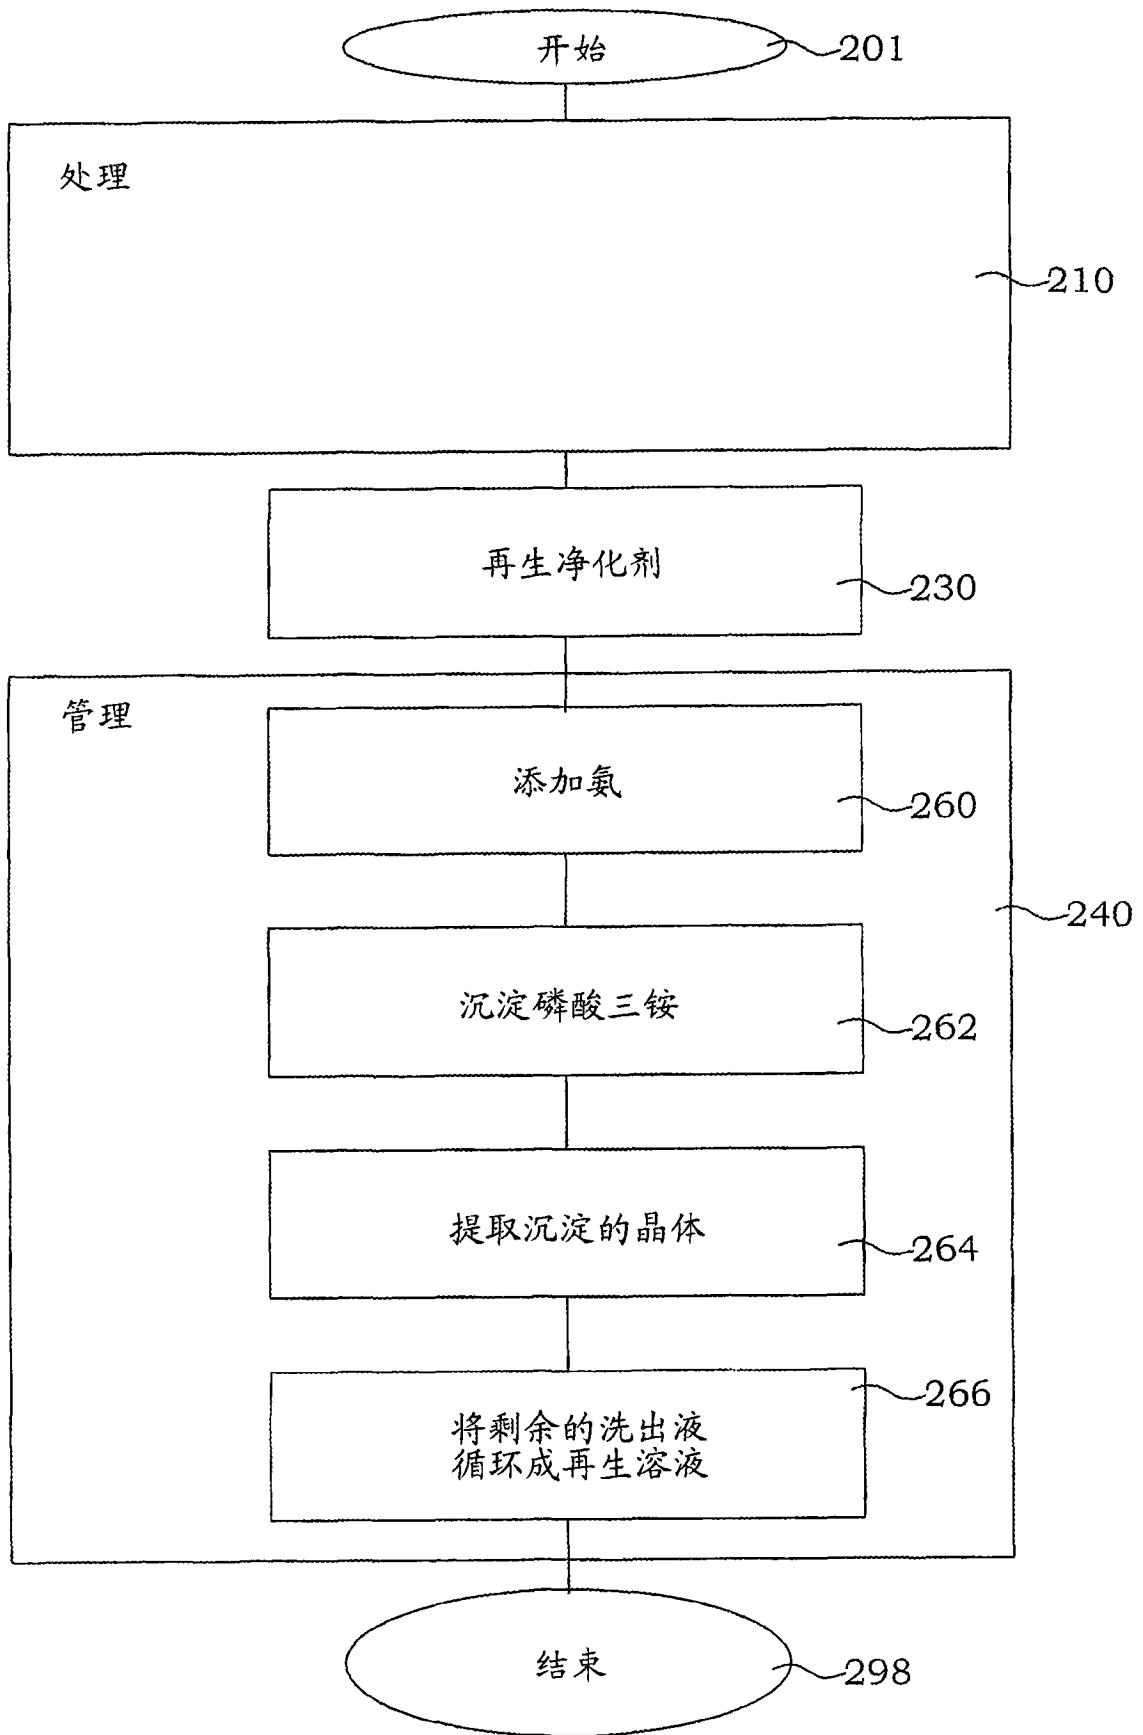 开始
201
处理
210
再生净化剂
230
管理
添加氨
260
240
沉淀磷酸三铵
262
提取沉淀的晶体
264
266
将剩余的洗出液
循环成再生溶液
结束
298